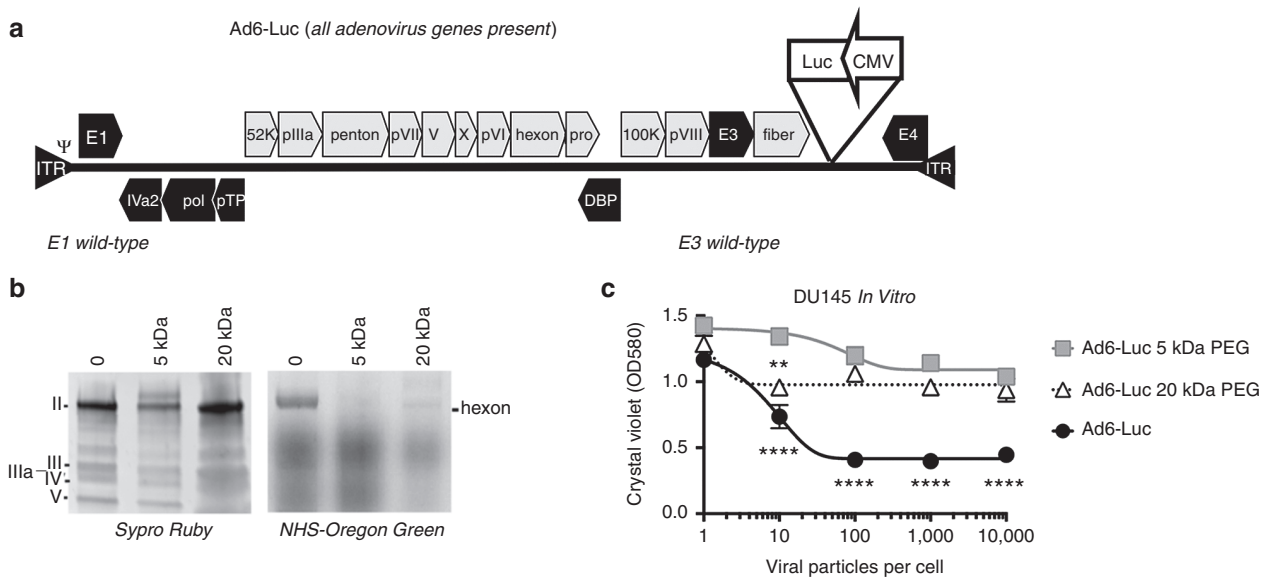 a
Ad6-Luc (all adenovirus genes present)
Luc CMV
E1 52K pIIIa penton pVII V X pVI hexon pro 100K pVIII E3 fiber E4
Ψ
ITR ITR
IVa2 pol pTP DBP
E1 wild-type E3 wild-type
b
0 5 kDa 20 kDa 0 5 kDa 20 kDa
II
III
IIIa
IV
V
hexon
Sypro Ruby NHS-Oregon Green
c
DU145 In Vitro
Crystal violet (OD580)
1.5
1.0
0.5
0.0
**
****
**** **** ****
1 10 100 1,000 10,000
Viral particles per cell
Ad6-Luc 5 kDa PEG
Ad6-Luc 20 kDa PEG
Ad6-Luc